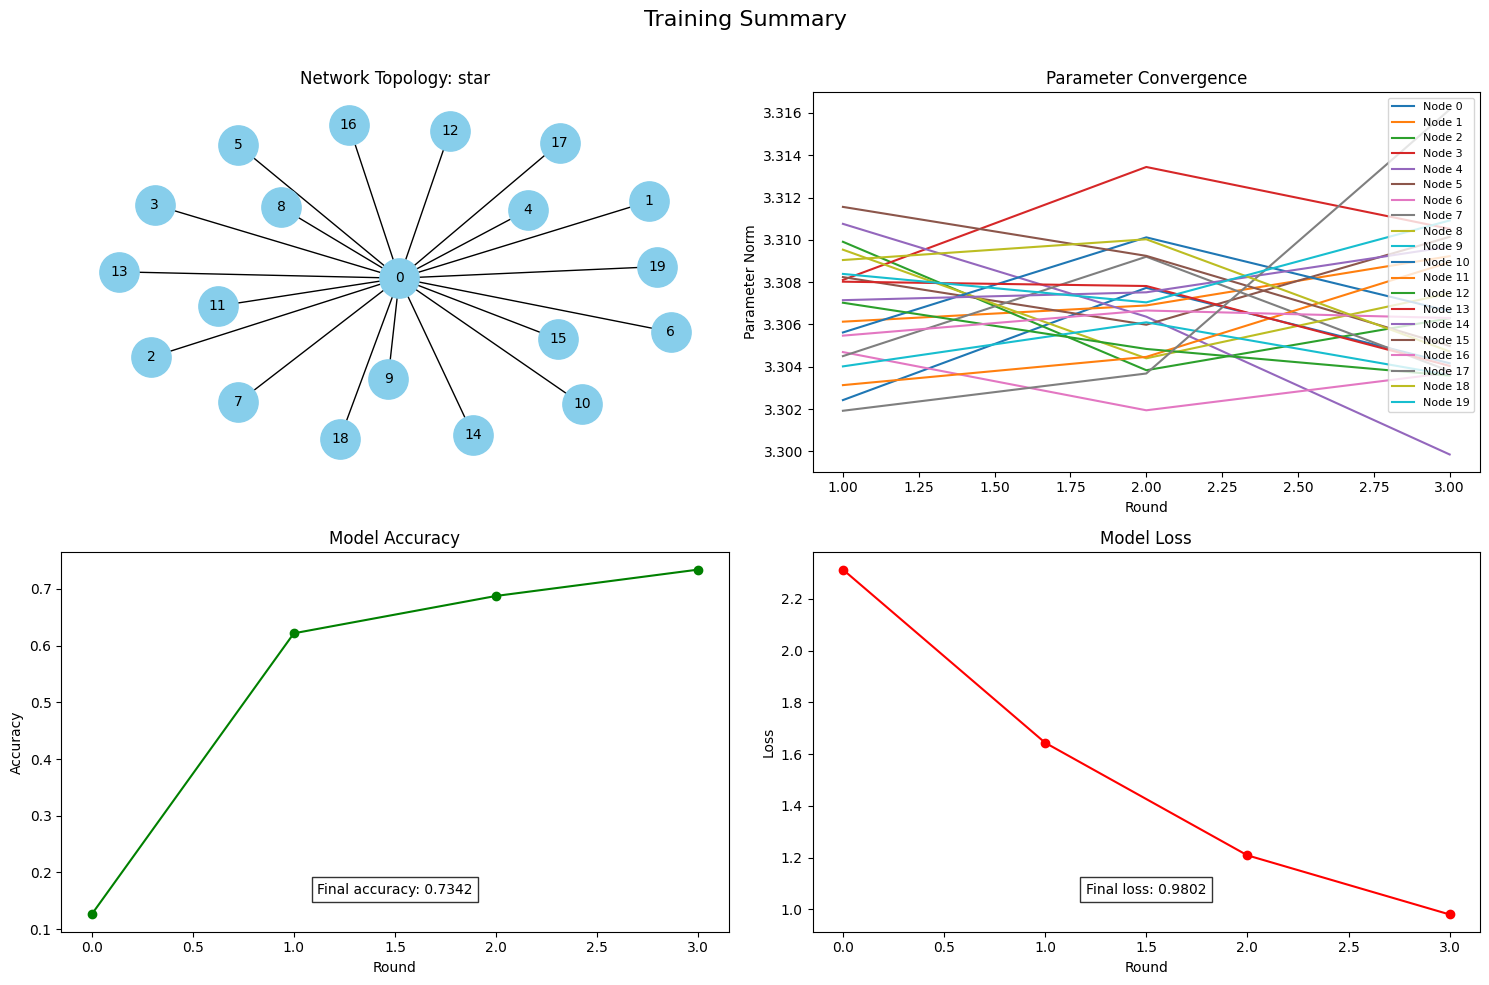 Training Summary
Network Topology: star
16
12
5
17
3
8
4
1
13
0
19
11
6
2
15
9
7
10
18
14
Parameter Convergence
Parameter Norm
3.316
3.314
3.312
3.310
3.308
3.306
3.304
3.302
3.300
Node 0
Node 1
Node 2
Node 3
Node 4
Node 5
Node 6
Node 7
Node 8
Node 9
Node 10
Node 11
Node 12
Node 13
Node 14
Node 15
Node 16
Node 17
Node 18
Node 19
1.00 1.25 1.50 1.75 2.00 2.25 2.50 2.75 3.00
Round
Model Accuracy
Accuracy
0.7
0.6
0.5
0.4
0.3
0.2
0.1
Final accuracy: 0.7342
0.0 0.5 1.0 1.5 2.0 2.5 3.0
Round
Model Loss
Loss
2.2
2.0
1.8
1.6
1.4
1.2
1.0
Final loss: 0.9802
0.0 0.5 1.0 1.5 2.0 2.5 3.0
Round